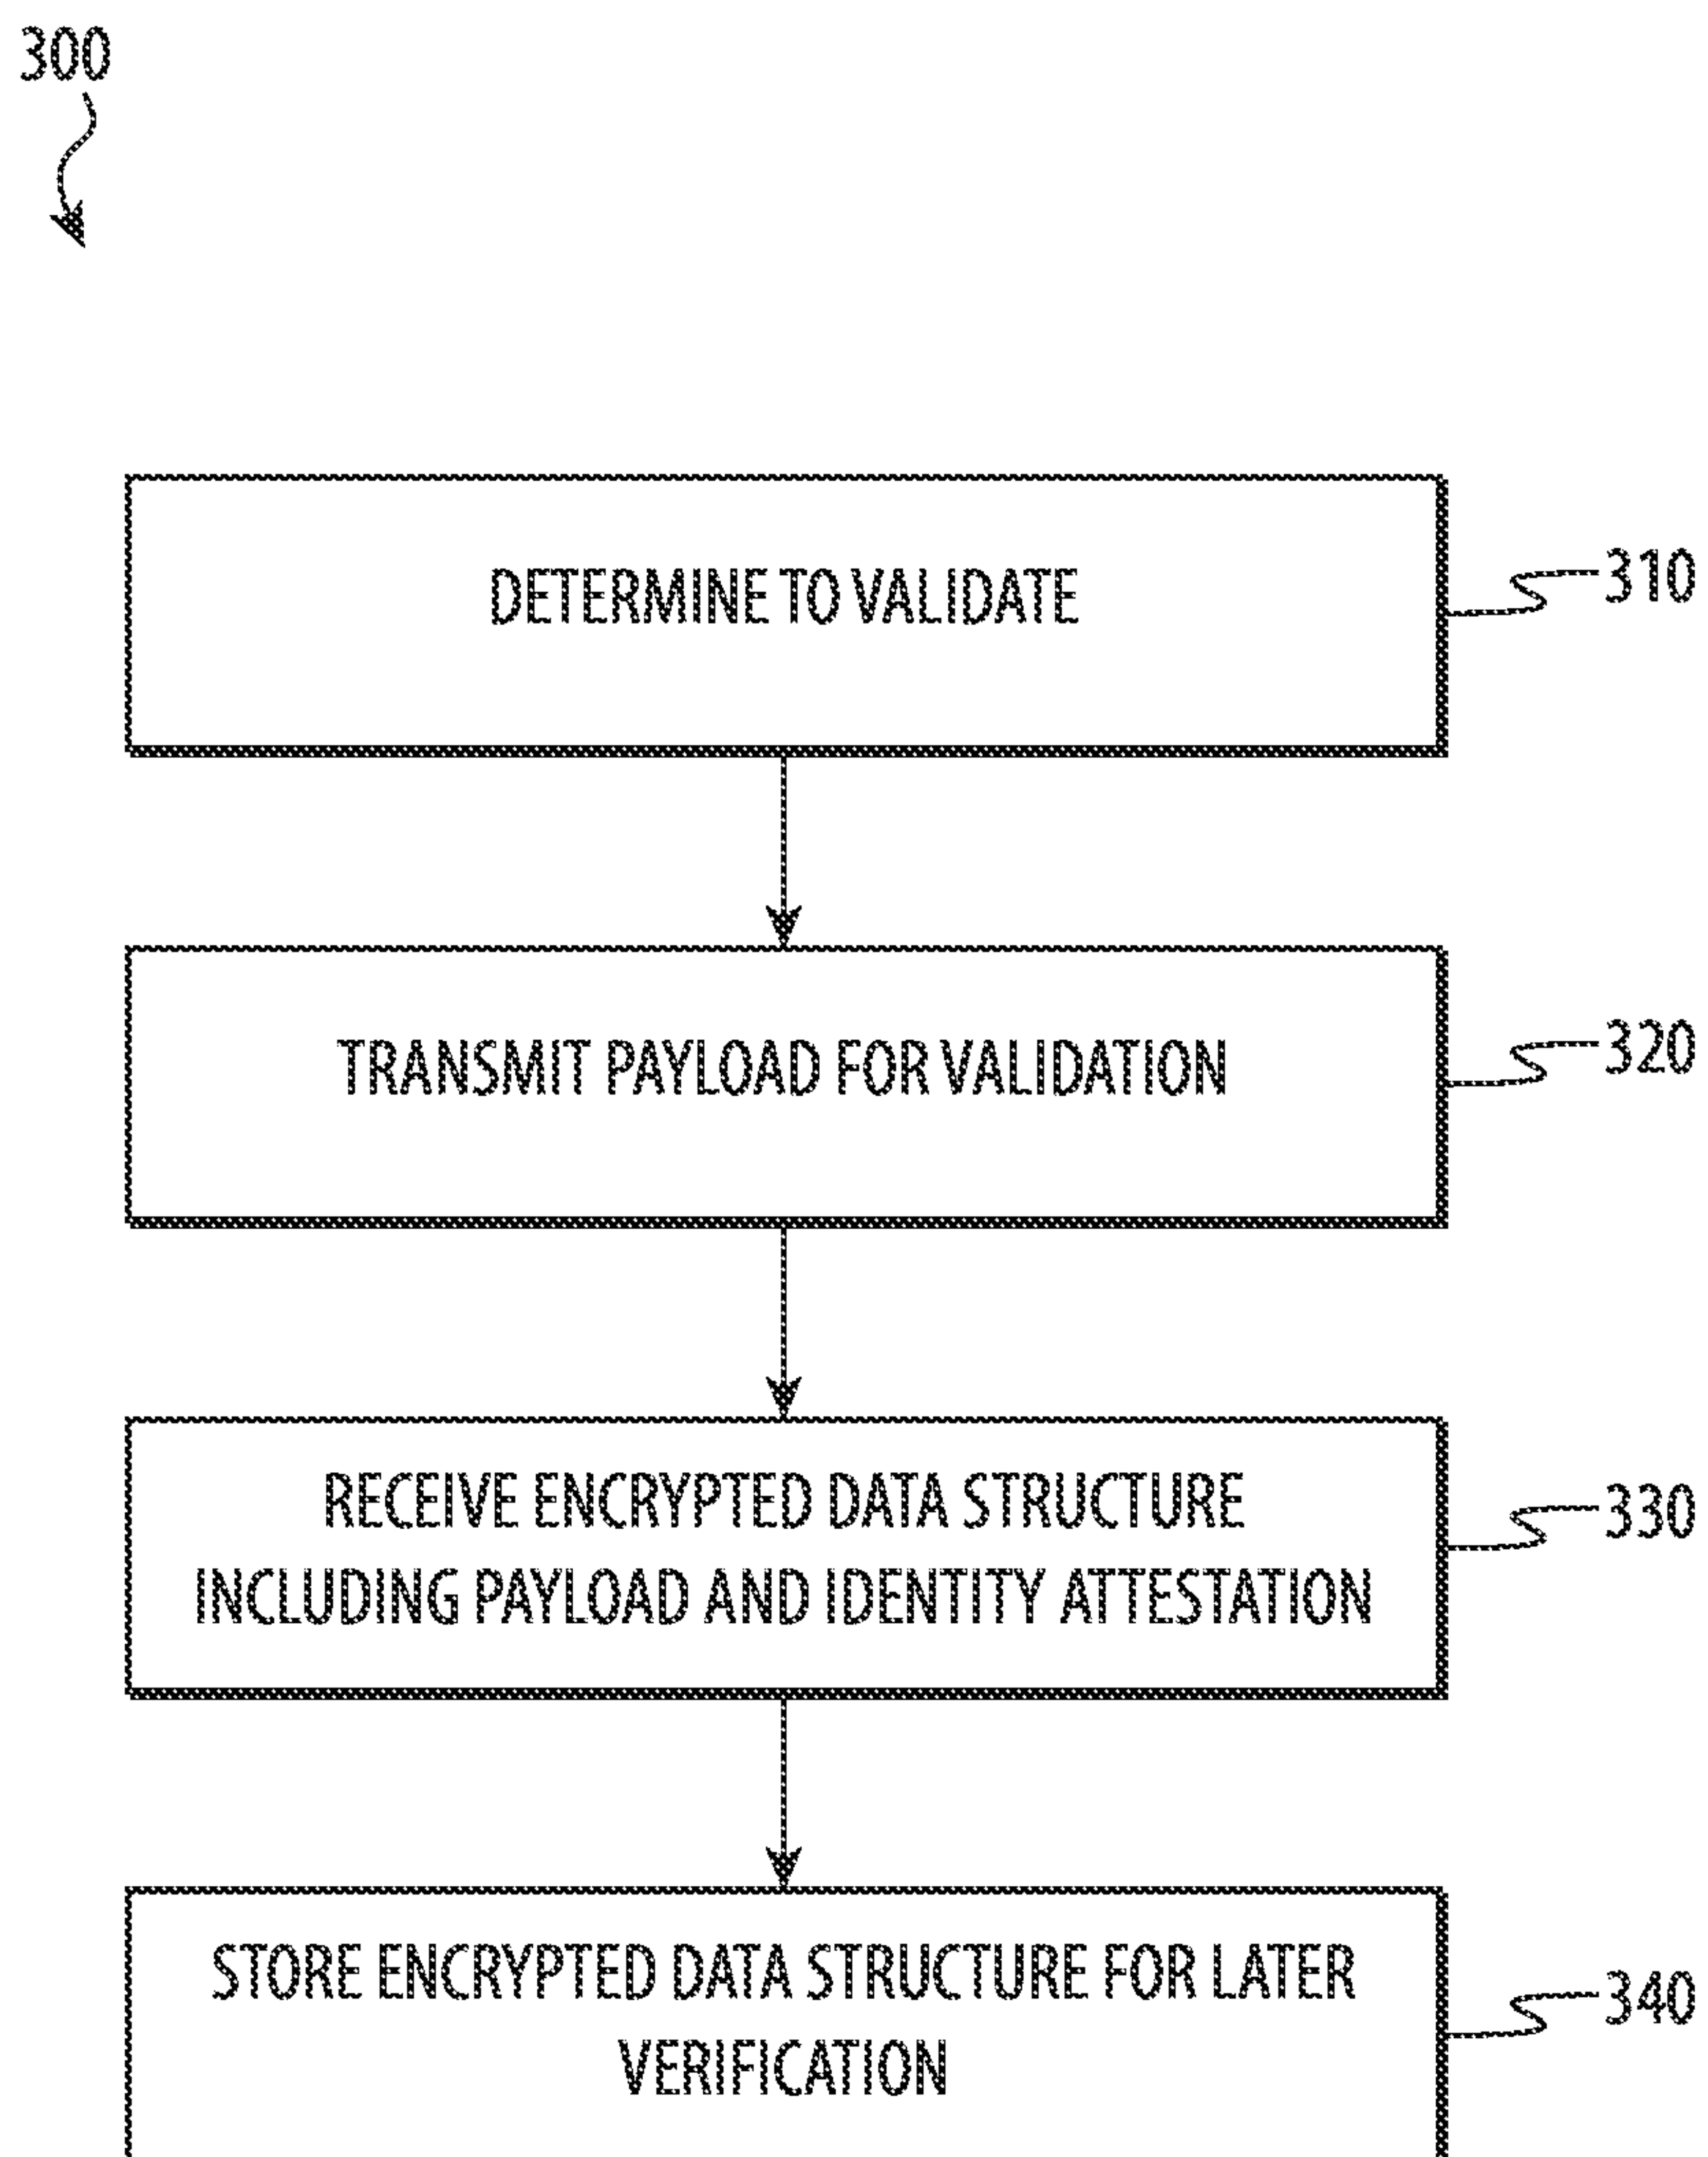 300
DETERMINE TO VALIDATE
310
TRANSMIT PAYLOAD FOR VALIDATION
320
RECEIVE ENCRYPTED DATA STRUCTURE
INCLUDING PAYLOAD AND IDENTITY ATTESTATION
330
STORE ENCRYPTED DATA STRUCTURE FOR LATER
VERIFICATION
340